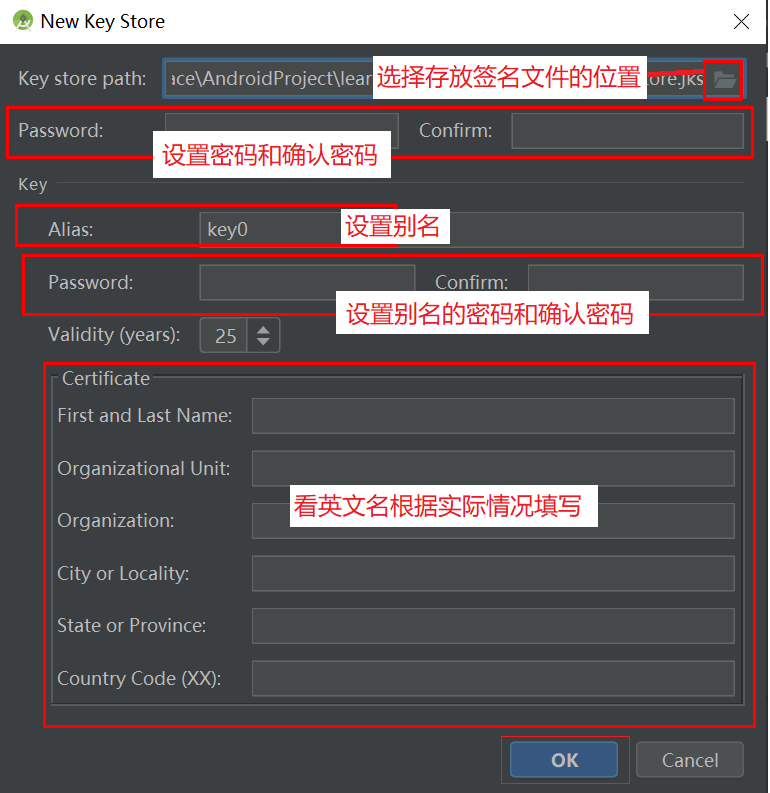 New Key Store
Key store path: ace\AndroidProject\lear 选择存放签名文件的位置 ore.jks
Password: Confirm:
设置密码和确认密码
Key
Alias: key0 设置别名
Password: Confirm:
设置别名的密码和确认密码
Validity (years): 25
Certificate
First and Last Name:
Organizational Unit:
看英文名根据实际情况填写
Organization:
City or Locality:
State or Province:
Country Code (XX):
OK Cancel